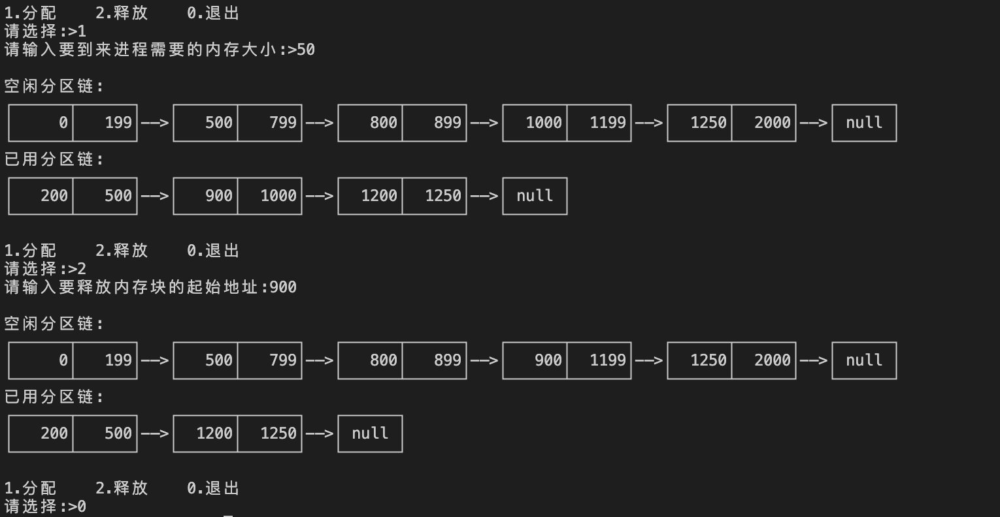 1.分配    2.释放    0.退出
请选择:>1
请输入要到来进程需要的内存大小:>50
空闲分区链:
0 199 ——> 500 799 ——> 800 899 ——> 1000 1199 ——> 1250 2000 ——> null
已用分区链:
200 500 ——> 900 1000 ——> 1200 1250 ——> null
1.分配    2.释放    0.退出
请选择:>2
请输入要释放内存块的起始地址:900
空闲分区链:
0 199 ——> 500 799 ——> 800 899 ——> 900 1199 ——> 1250 2000 ——> null
已用分区链:
200 500 ——> 1200 1250 ——> null
1.分配    2.释放    0.退出
请选择:>0